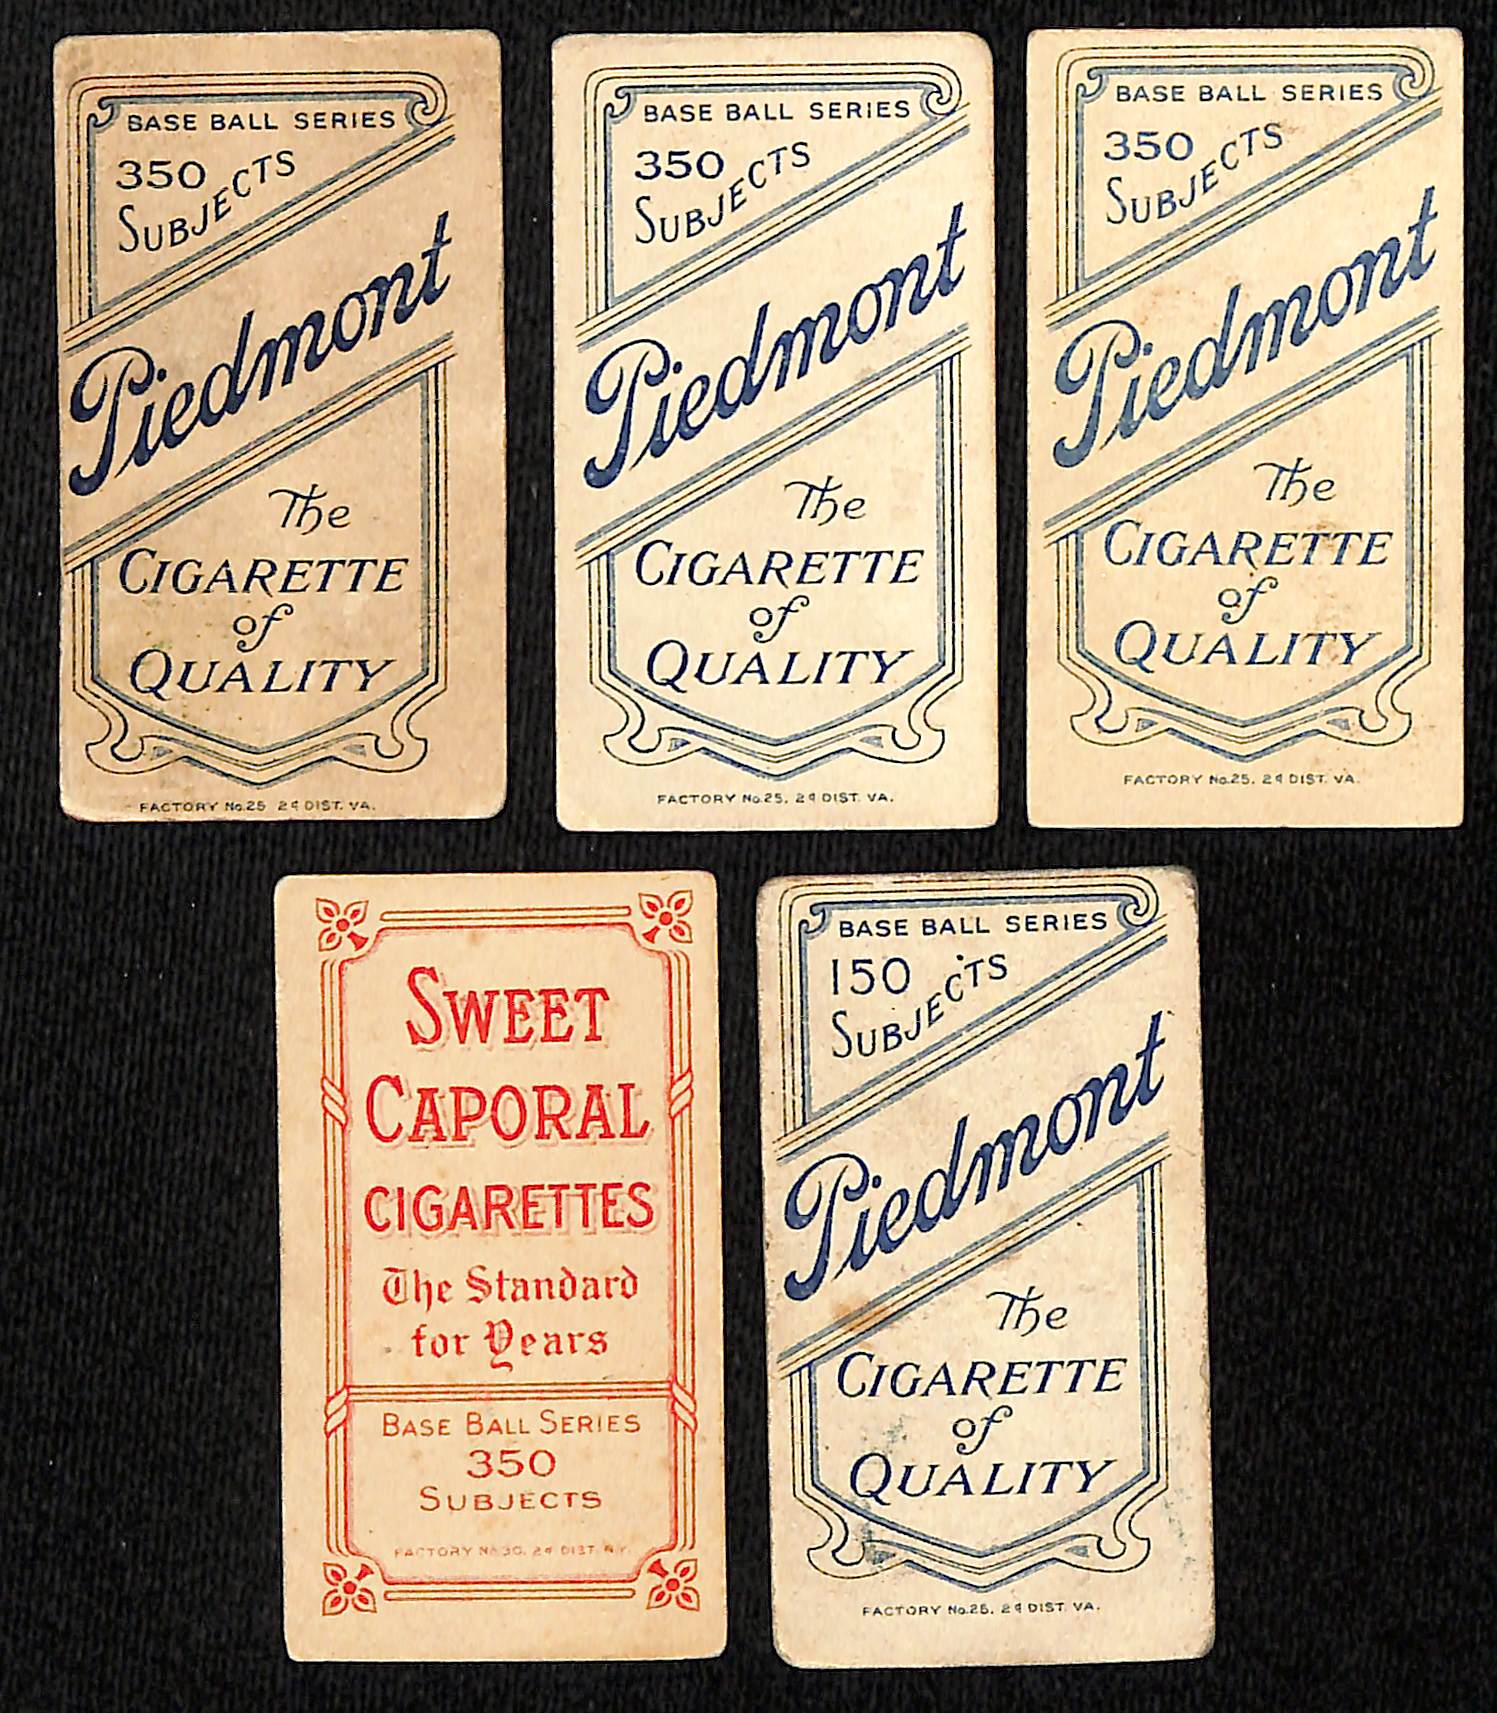 BASE BALL SERIES
350
SUBJECTS
Piedmont
The
CIGARETTE
of
QUALITY
FACTORY No.25 2d DIST. VA.
BASE BALL SERIES
350
SUBJECTS
Piedmont
The
CIGARETTE
of
QUALITY
FACTORY No.25, 2d DIST. VA.
BASE BALL SERIES
350
SUBJECTS
Piedmont
The
CIGARETTE
of
QUALITY
FACTORY No.25, 2d DIST. VA.
SWEET
CAPORAL
CIGARETTES
The Standard
for Years
BASE BALL SERIES
350
SUBJECTS
FACTORY No 30, 2d DIST. N.Y.
BASE BALL SERIES
150
SUBJECTS
Piedmont
The
CIGARETTE
of
QUALITY
FACTORY No.25, 2d DIST. VA.